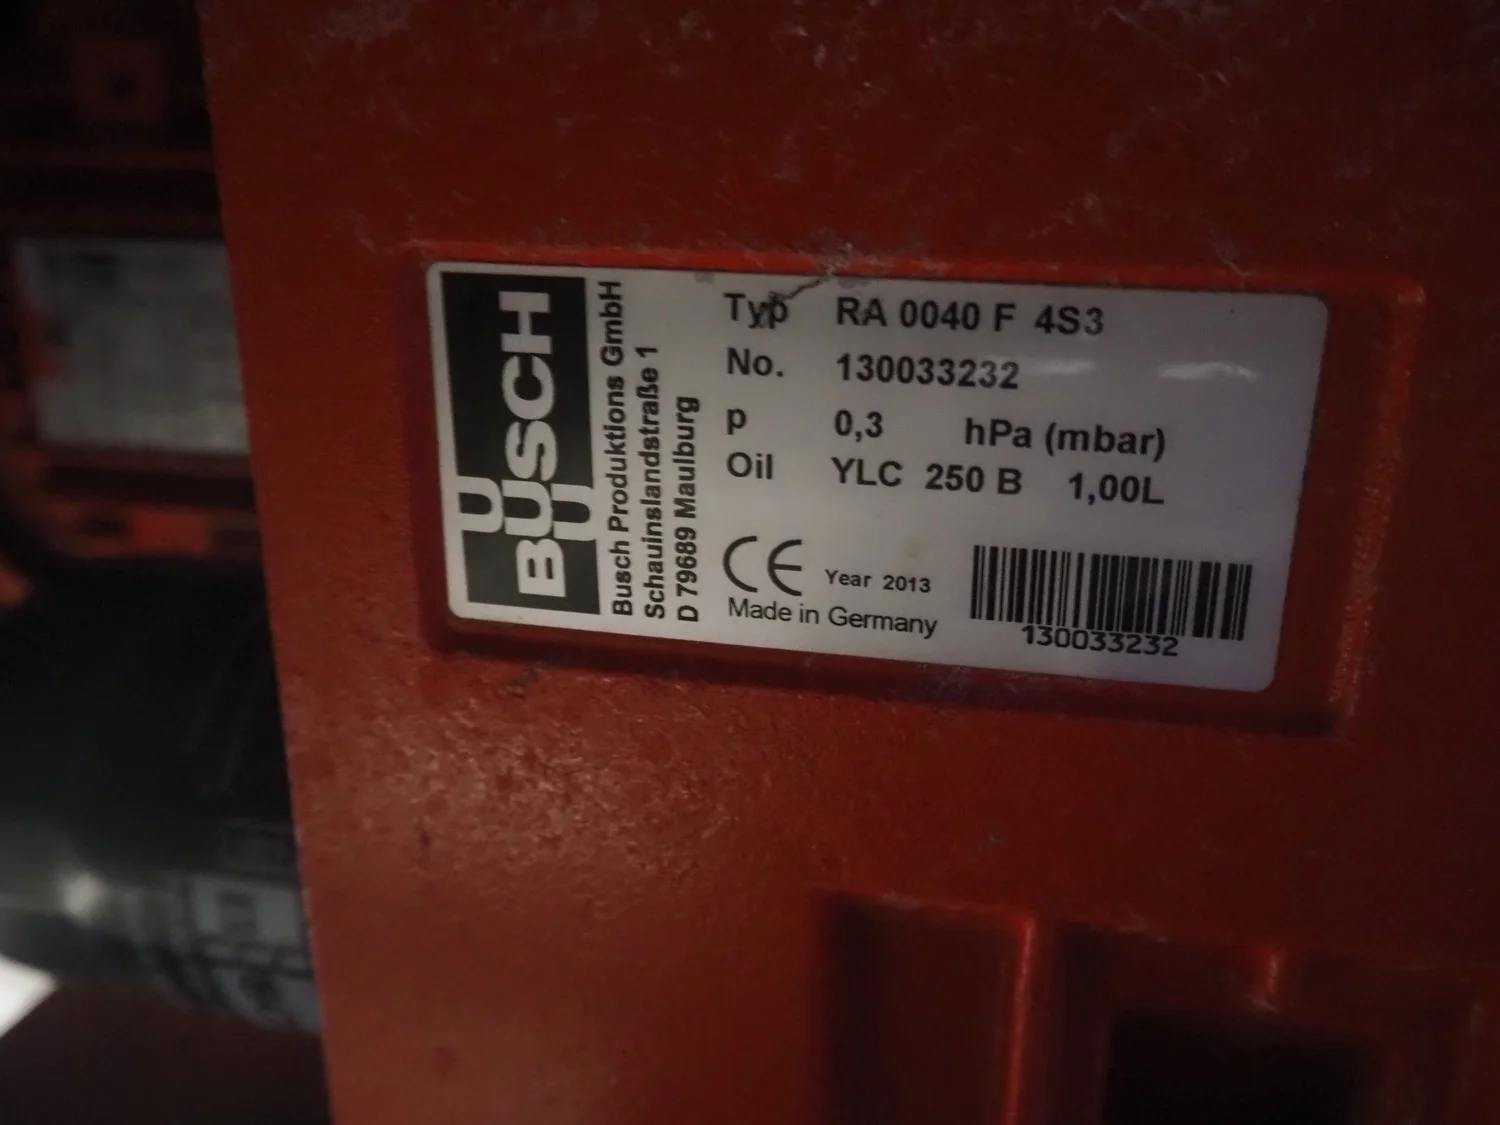 BUSCH
Busch Produktions GmbH
Schauinslandstraße 1
D 79689 Maulburg
Typ RA 0040 F 4S3
No. 130033232
p 0,3 hPa (mbar)
Oil YLC 250 B 1,00L
CE Year 2013
Made in Germany
130033232